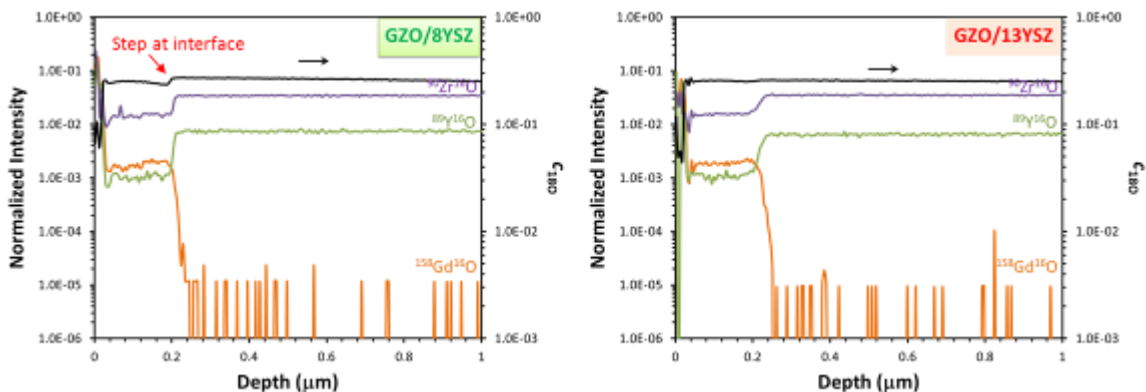 GZO/8YSZ
Step at interface
1.0E+00
1.0E-01
1.0E-02
1.0E-03
1.0E-04
1.0E-05
1.0E-06
Normalized Intensity
⁹⁰Zr¹⁶O
⁸⁹Y¹⁶O
¹⁵⁸Gd¹⁶O
1.0E+00
1.0E-01
1.0E-02
1.0E-03
C₁₈₀
0 0.2 0.4 0.6 0.8 1
Depth (μm)
GZO/13YSZ
1.0E+00
1.0E-01
1.0E-02
1.0E-03
1.0E-04
1.0E-05
1.0E-06
Normalized Intensity
⁹⁰Zr¹⁶O
⁸⁹Y¹⁶O
¹⁵⁸Gd¹⁶O
1.0E+00
1.0E-01
1.0E-02
1.0E-03
C₁₈₀
0 0.2 0.4 0.6 0.8 1
Depth (μm)